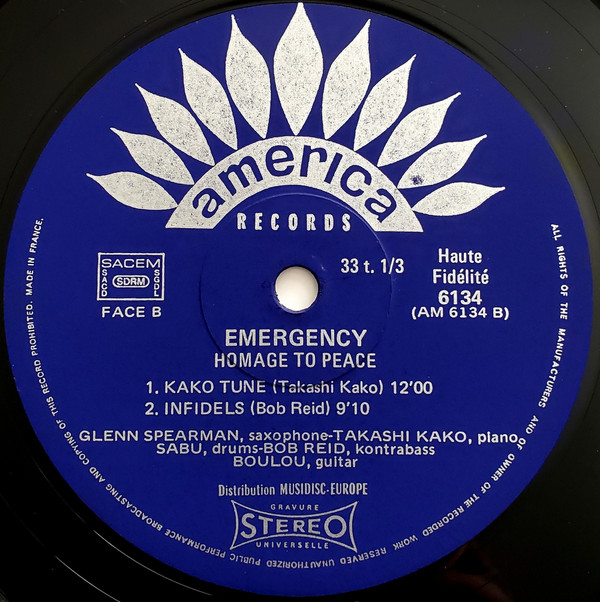 america
RECORDS
SACEM
SACD
SDRM
SGDL
FACE B
33 t. 1/3
Haute
Fidélité
6134
(AM 6134 B)
EMERGENCY
HOMAGE TO PEACE
1. KAKO TUNE (Takashi Kako) 12'00
2. INFIDELS (Bob Reid) 9'10
GLENN SPEARMAN, saxophone-TAKASHI KAKO, piano,
SABU, drums-BOB REID, kontrabass
BOULOU, guitar
Distribution MUSIDISC-EUROPE
GRAVURE
STEREO
UNIVERSELLE
ALL RIGHTS OF THE MANUFACTURERS AND OF OWNER OF THE RECORDED WORK RESERVED UNAUTHORIZED PUBLIC PERFORMANCE BROADCASTING AND COPYING OF THIS RECORD PROHIBITED. MADE IN FRANCE.